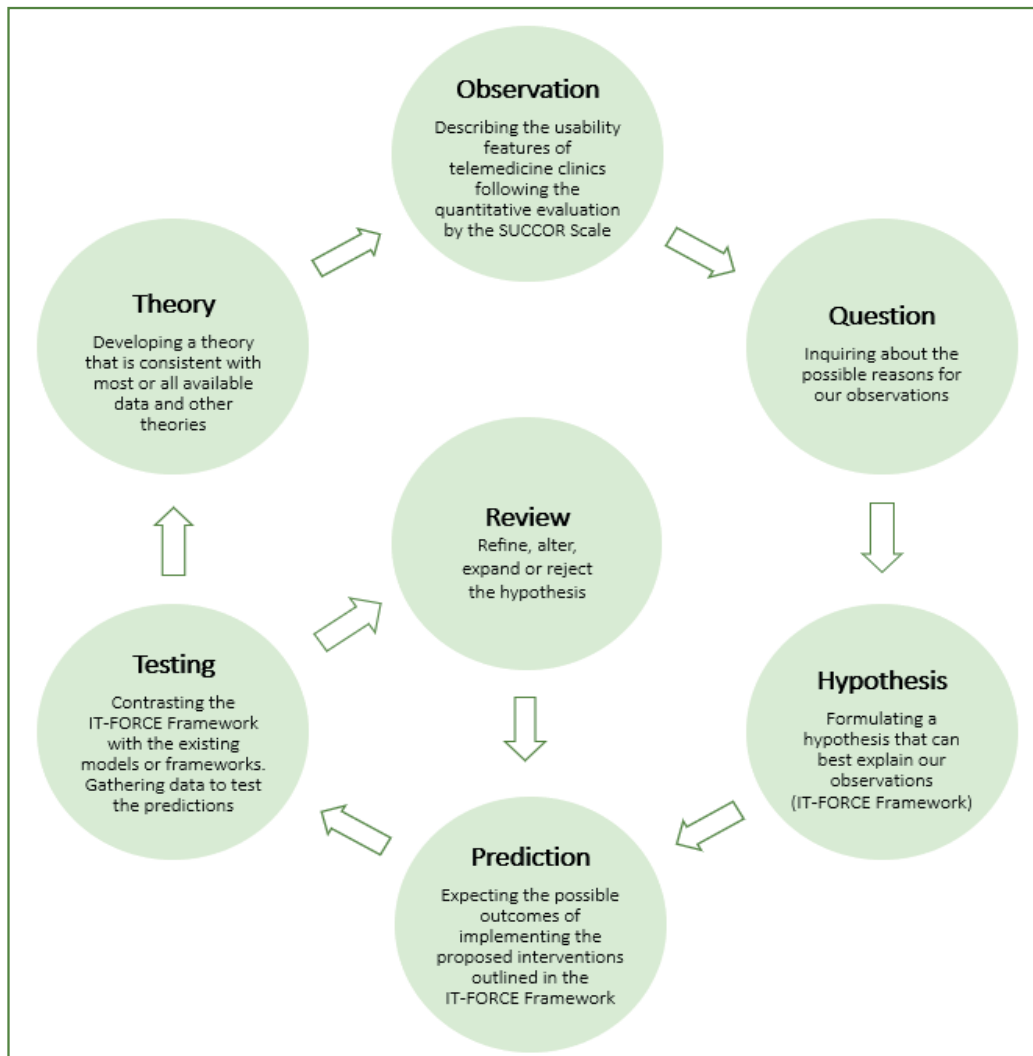 Observation
Describing the usability
features of
telemedicine clinics
following the
quantitative evaluation
by the SUCCOR Scale
Theory
Developing a theory
that is consistent with
most or all available
data and other
theories
Question
Inquiring about the
possible reasons for
our observations
Review
Refine, alter,
expand or reject
the hypothesis
Testing
Contrasting the
IT-FORCE Framework
with the existing
models or frameworks.
Gathering data to test
the predictions
Hypothesis
Formulating a
hypothesis that can
best explain our
observations
(IT-FORCE Framework)
Prediction
Expecting the possible
outcomes of
implementing the
proposed interventions
outlined in the
IT-FORCE Framework